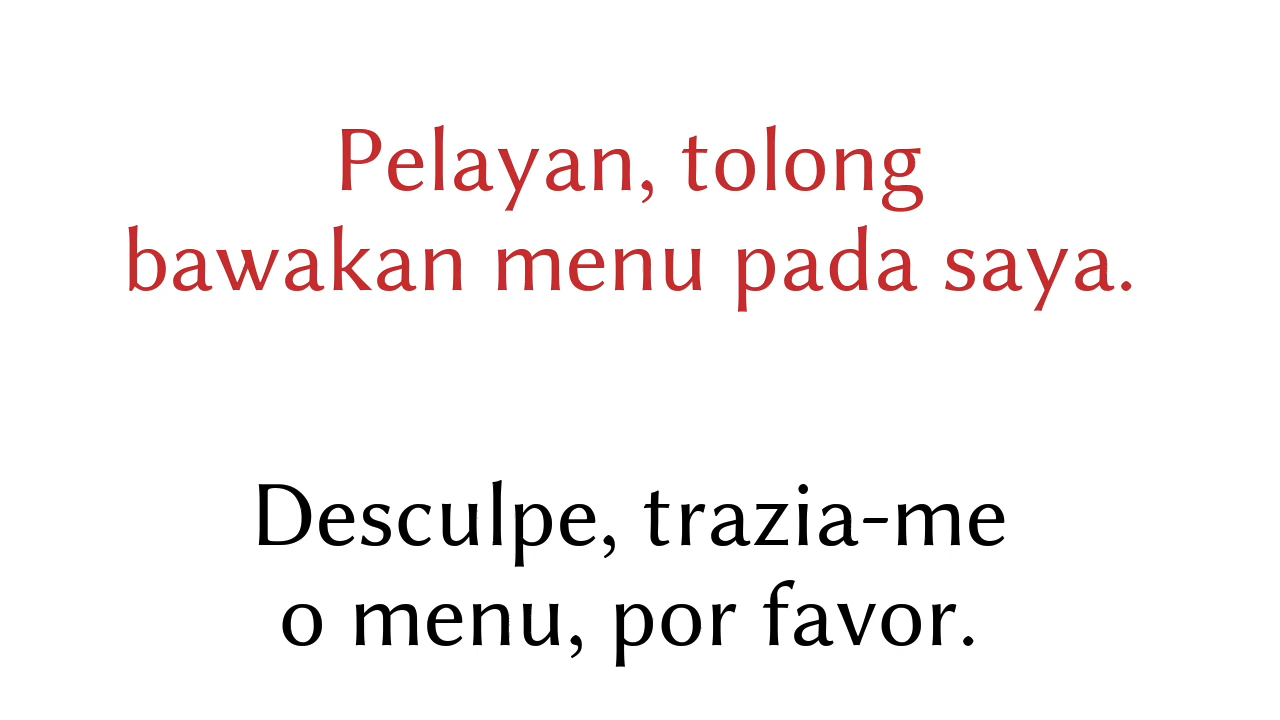 Pelayan, tolong
bawakan menu pada saya.
Desculpe, trazia-me
o menu, por favor.